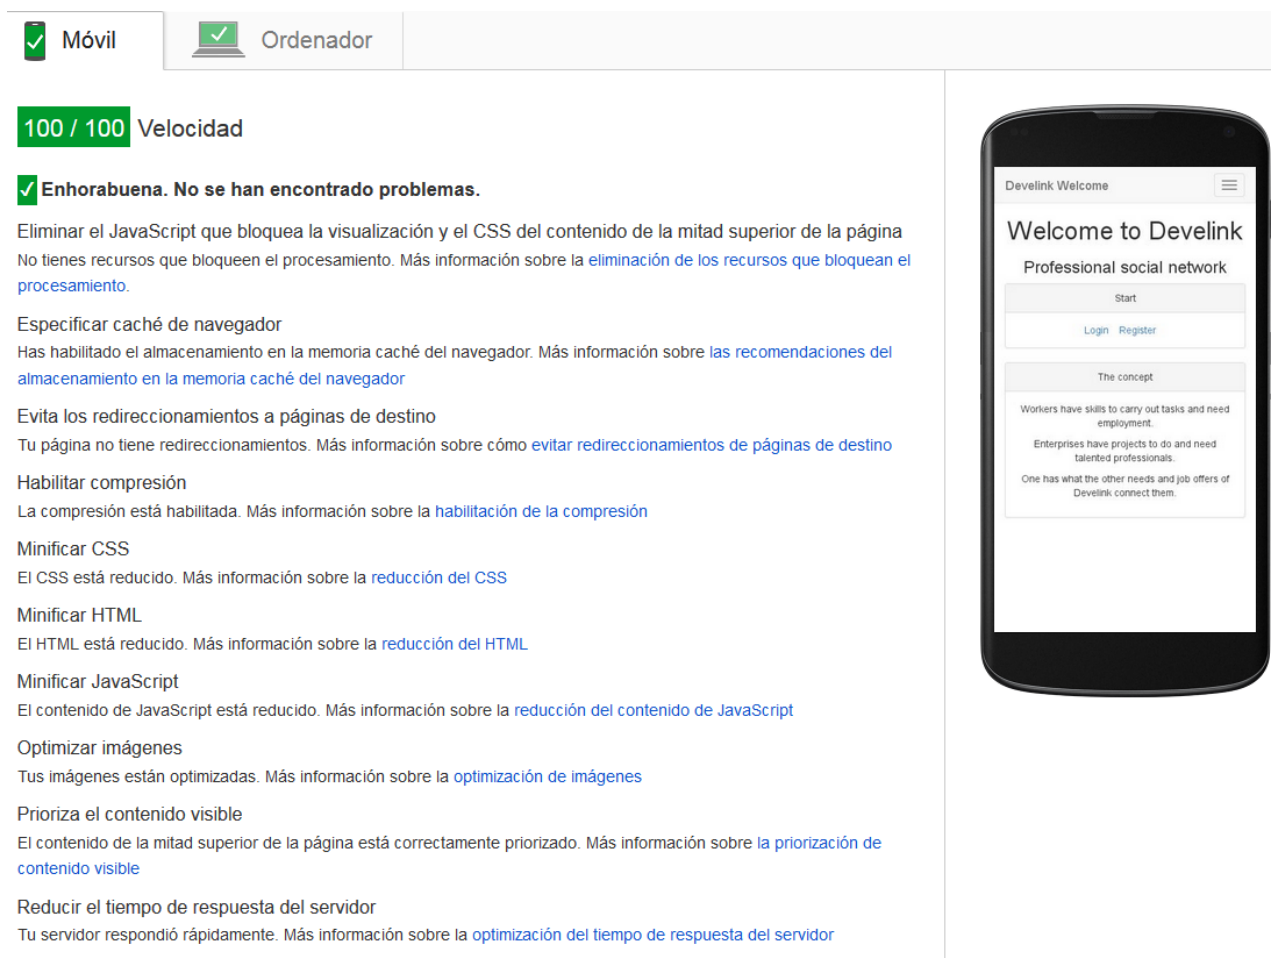 Móvil
Ordenador
100 / 100 Velocidad
Enhorabuena. No se han encontrado problemas.
Eliminar el JavaScript que bloquea la visualización y el CSS del contenido de la mitad superior de la página
No tienes recursos que bloqueen el procesamiento. Más información sobre la eliminación de los recursos que bloquean el
procesamiento.
Especificar caché de navegador
Has habilitado el almacenamiento en la memoria caché del navegador. Más información sobre las recomendaciones del
almacenamiento en la memoria caché del navegador
Evita los redireccionamientos a páginas de destino
Tu página no tiene redireccionamientos. Más información sobre cómo evitar redireccionamientos de páginas de destino
Habilitar compresión
La compresión está habilitada. Más información sobre la habilitación de la compresión
Minificar CSS
El CSS está reducido. Más información sobre la reducción del CSS
Minificar HTML
El HTML está reducido. Más información sobre la reducción del HTML
Minificar JavaScript
El contenido de JavaScript está reducido. Más información sobre la reducción del contenido de JavaScript
Optimizar imágenes
Tus imágenes están optimizadas. Más información sobre la optimización de imágenes
Prioriza el contenido visible
El contenido de la mitad superior de la página está correctamente priorizado. Más información sobre la priorización de
contenido visible
Reducir el tiempo de respuesta del servidor
Tu servidor respondió rápidamente. Más información sobre la optimización del tiempo de respuesta del servidor
Develink Welcome
Welcome to Develink
Professional social network
Start
Login Register
The concept
Workers have skills to carry out tasks and need
employment.
Enterprises have projects to do and need
talented professionals.
One has what the other needs and job offers of
Develink connect them.